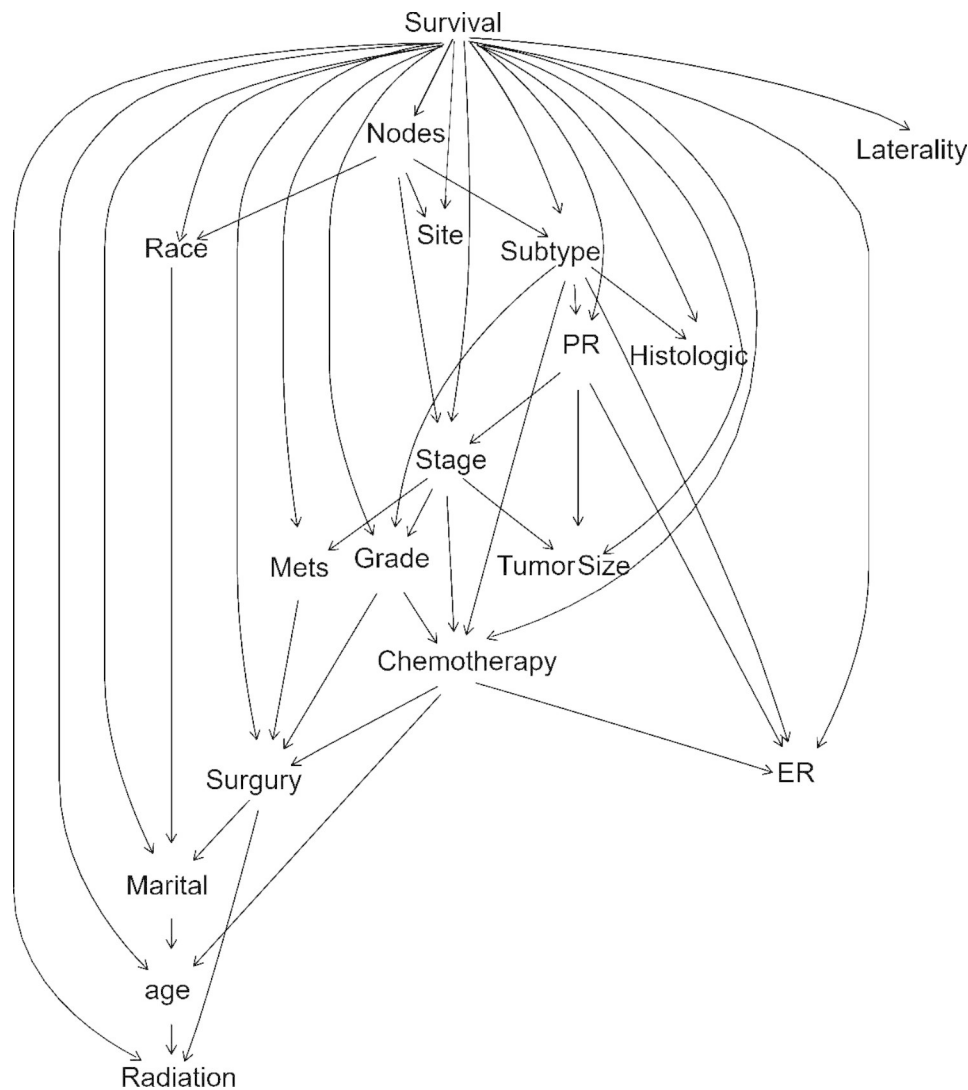 Survival
Nodes
Laterality
Race
Site
Subtype
PR
Histologic
Stage
Mets
Grade
TumorSize
Chemotherapy
Surgury
ER
Marital
age
Radiation